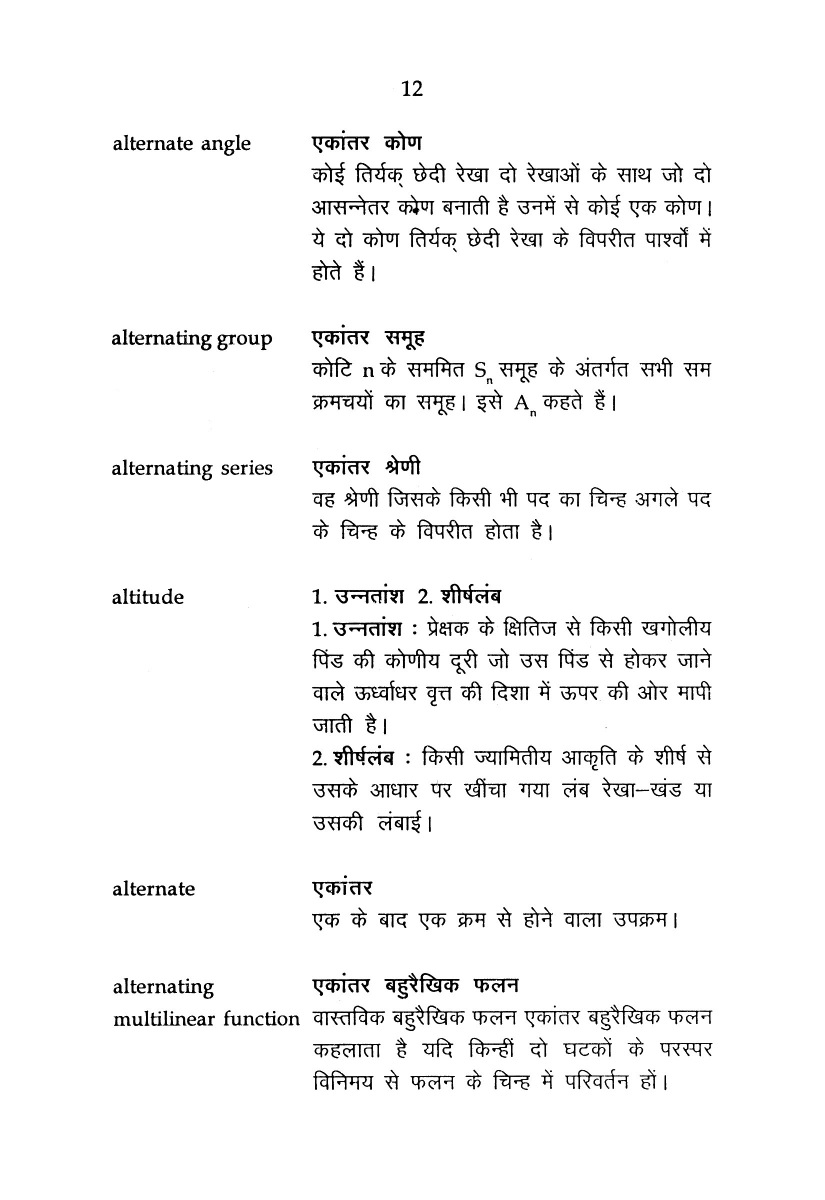 12
alternate angle एकांतर कोण
कोई तिर्यक् छेदी रेखा दो रेखाओं के साथ जो दो
आसन्नेतर कोण बनाती है उनमें से कोई एक कोण।
ये दो कोण तिर्यक् छेदी रेखा के विपरीत पार्श्वों में
होते हैं।
alternating group एकांतर समूह
कोटि n के सममित Sn समूह के अंतर्गत सभी सम
क्रमचयों का समूह। इसे An कहते हैं।
alternating series एकांतर श्रेणी
वह श्रेणी जिसके किसी भी पद का चिन्ह अगले पद
के चिन्ह के विपरीत होता है।
altitude 1. उन्नतांश 2. शीर्षलंब
1. उन्नतांश : प्रेक्षक के क्षितिज से किसी खगोलीय
पिंड की कोणीय दूरी जो उस पिंड से होकर जाने
वाले ऊर्ध्वाधर वृत्त की दिशा में ऊपर की ओर मापी
जाती है।
2. शीर्षलंब : किसी ज्यामितीय आकृति के शीर्ष से
उसके आधार पर खींचा गया लंब रेखा–खंड या
उसकी लंबाई।
alternate एकांतर
एक के बाद एक क्रम से होने वाला उपक्रम।
alternating एकांतर बहुरैखिक फलन
multilinear function वास्तविक बहुरैखिक फलन एकांतर बहुरैखिक फलन
कहलाता है यदि किन्हीं दो घटकों के परस्पर
विनिमय से फलन के चिन्ह में परिवर्तन हों।